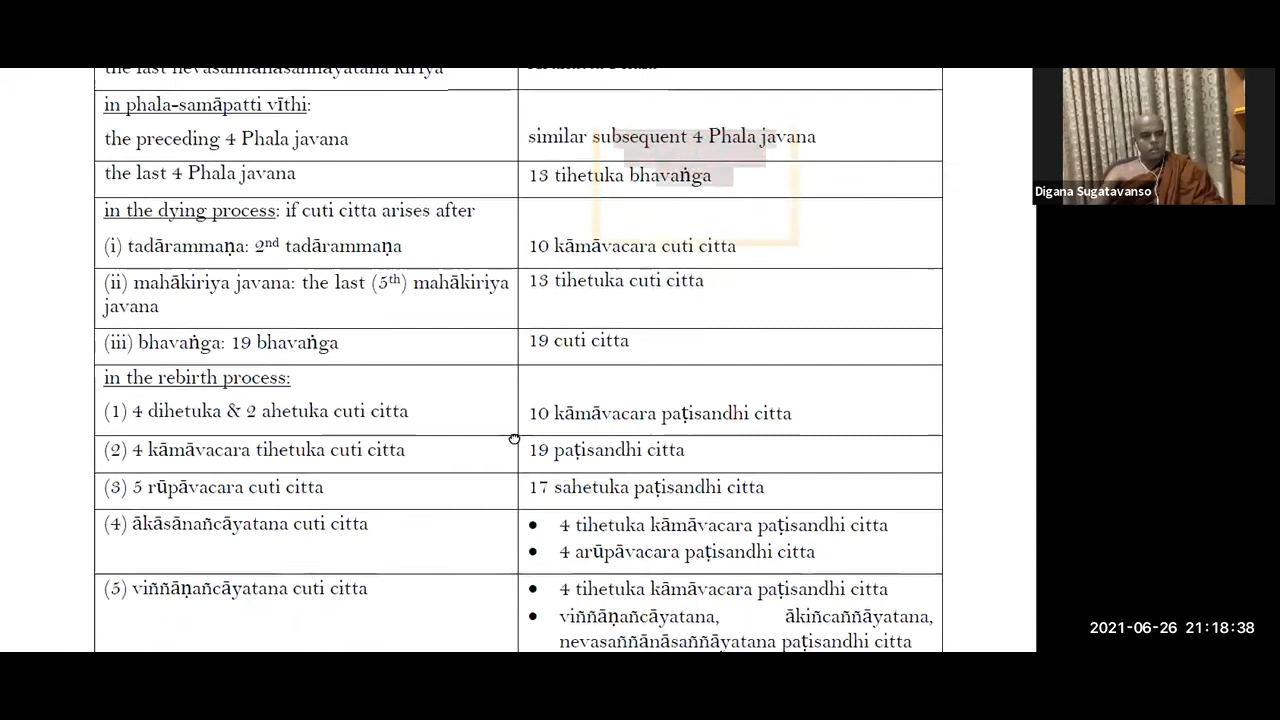 the last nevasaññānāsaññāyatana kiriya
in phala-samāpatti vīthi:
the preceding 4 Phala javana
similar subsequent 4 Phala javana
the last 4 Phala javana
13 tihetuka bhavaṅga
in the dying process: if cuti citta arises after
(i) tadārammaṇa: 2nd tadārammaṇa
10 kāmāvacara cuti citta
(ii) mahākiriya javana: the last (5th) mahākiriya
javana
13 tihetuka cuti citta
(iii) bhavaṅga: 19 bhavaṅga
19 cuti citta
in the rebirth process:
(1) 4 dihetuka & 2 ahetuka cuti citta
10 kāmāvacara paṭisandhi citta
(2) 4 kāmāvacara tihetuka cuti citta
19 paṭisandhi citta
(3) 5 rūpāvacara cuti citta
17 sahetuka paṭisandhi citta
(4) ākāsānañcāyatana cuti citta
• 4 tihetuka kāmāvacara paṭisandhi citta
• 4 arūpāvacara paṭisandhi citta
(5) viññāṇañcāyatana cuti citta
• 4 tihetuka kāmāvacara paṭisandhi citta
• viññāṇañcāyatana, ākiñcaññāyatana,
nevasaññānāsaññāyatana paṭisandhi citta
Digana Sugatavanso
2021-06-26 21:18:38